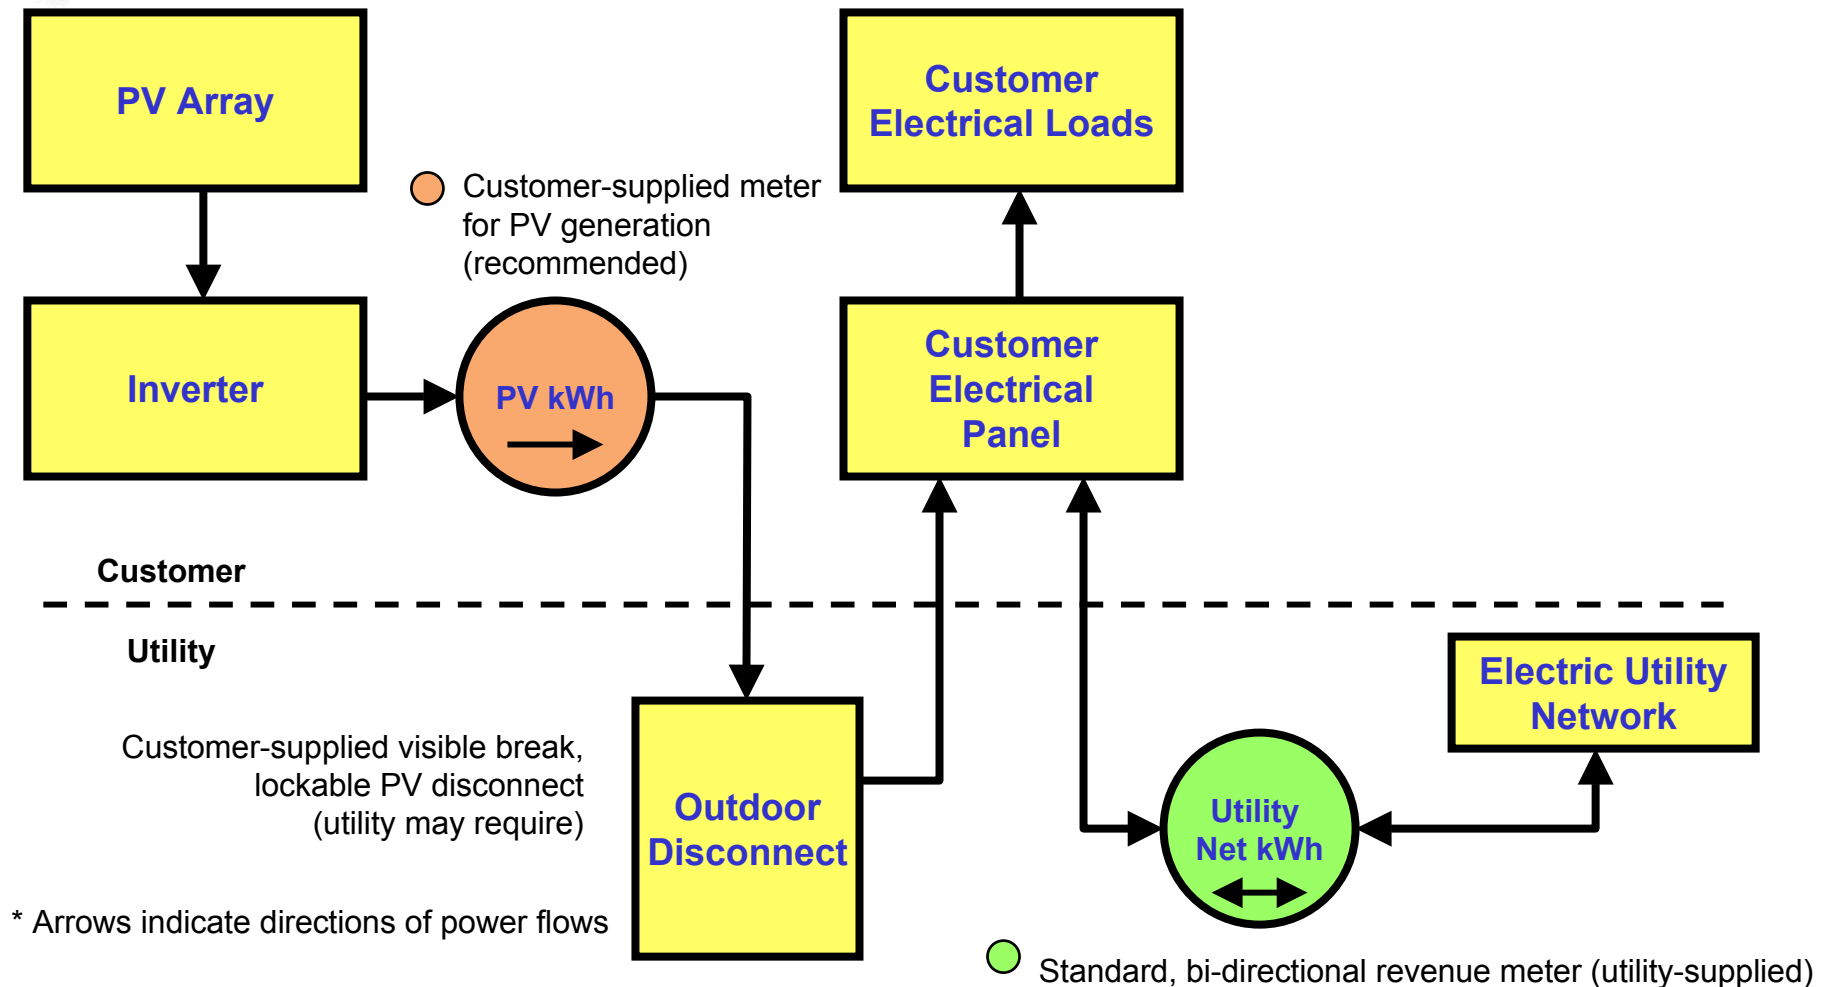 PV Array
Customer
Electrical Loads
Customer-supplied meter
for PV generation
(recommended)
Inverter
PV kWh
Customer
Electrical
Panel
Customer
Utility
Electric Utility
Network
Customer-supplied visible break,
lockable PV disconnect
(utility may require)
Outdoor
Disconnect
Utility
Net kWh
* Arrows indicate directions of power flows
Standard, bi-directional revenue meter (utility-supplied)